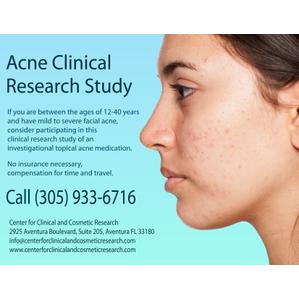 Acne Clinical
Research Study
If you are between the ages of 12-40 years
and have mild to severe facial acne,
consider participating in this
clinical research study of an
investigational topical acne medication.
No insurance necessary,
compensation for time and travel.
Call (305) 933-6716
Center for Clinical and Cosmetic Research
2925 Aventura Boulevard, Suite 205, Aventura FL 33180
info@centerforclinicalandcosmeticresearch.com
www.centerforclinicalandcosmeticresearch.com